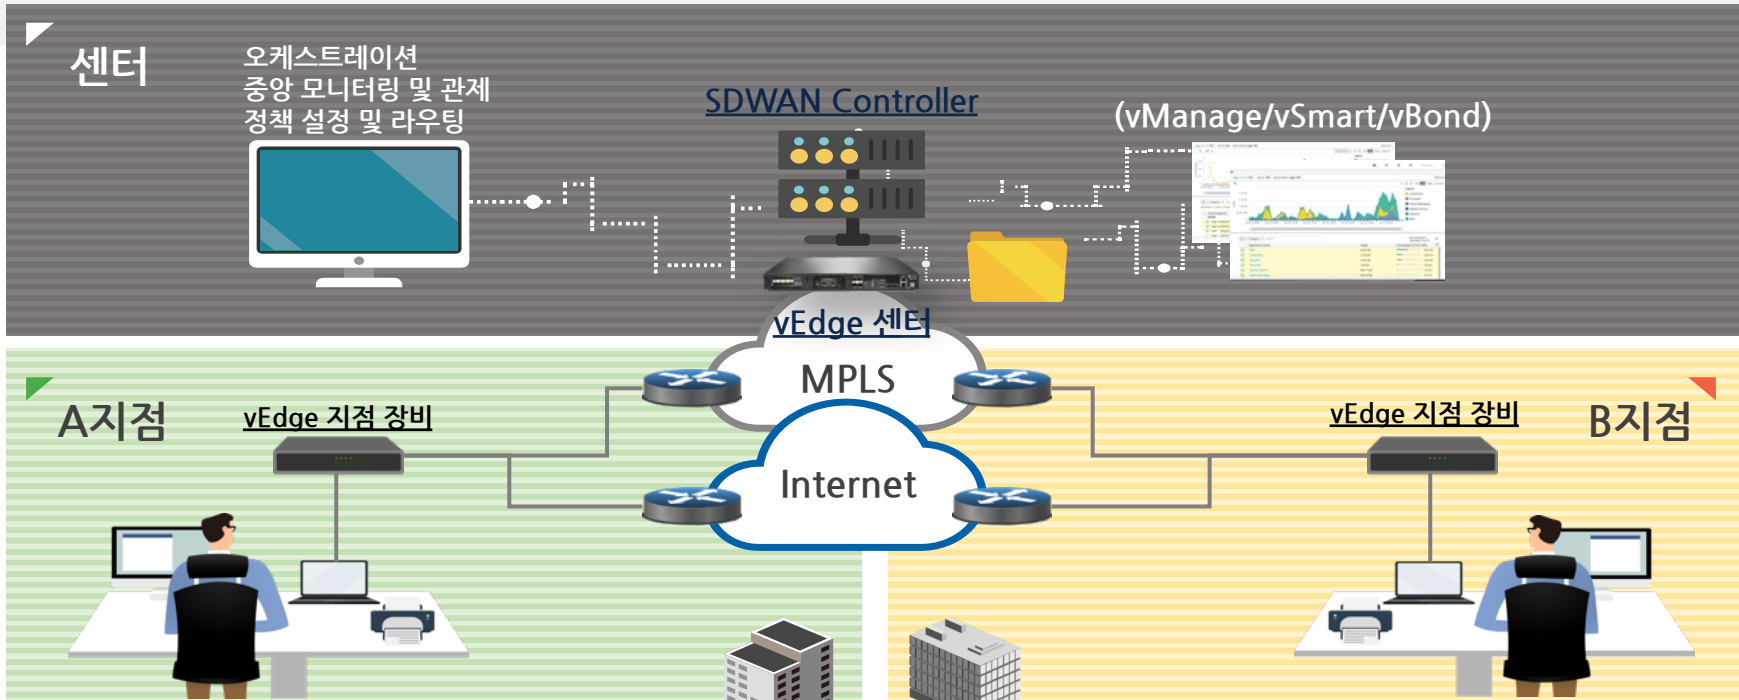 센터
오케스트레이션
중앙 모니터링 및 관제
정책 설정 및 라우팅
SDWAN Controller
(vManage/vSmart/vBond)
vEdge 센터
MPLS
Internet
A지점
vEdge 지점 장비
vEdge 지점 장비
B지점